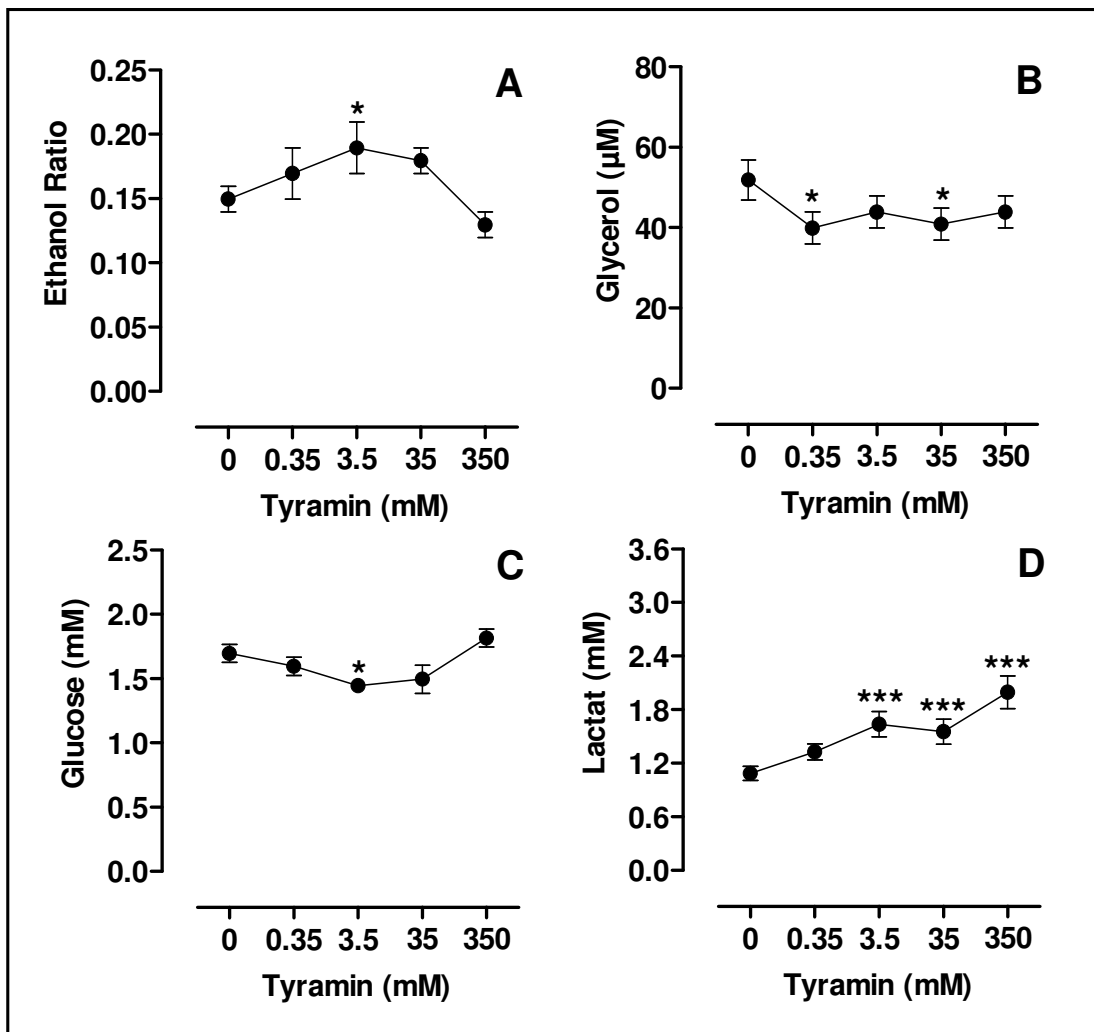 A
Ethanol Ratio
0.25
0.20
0.15
0.10
0.05
0.00
*
0 0.35 3.5 35 350
Tyramin (mM)
B
Glycerol (µM)
80
60
40
20
0
* *
0 0.35 3.5 35 350
Tyramin (mM)
C
Glucose (mM)
2.5
2.0
1.5
1.0
0.5
0.0
*
0 0.35 3.5 35 350
Tyramin (mM)
D
Lactat (mM)
3.6
3.0
2.4
1.8
1.2
0.6
0.0
*** *** ***
0 0.35 3.5 35 350
Tyramin (mM)